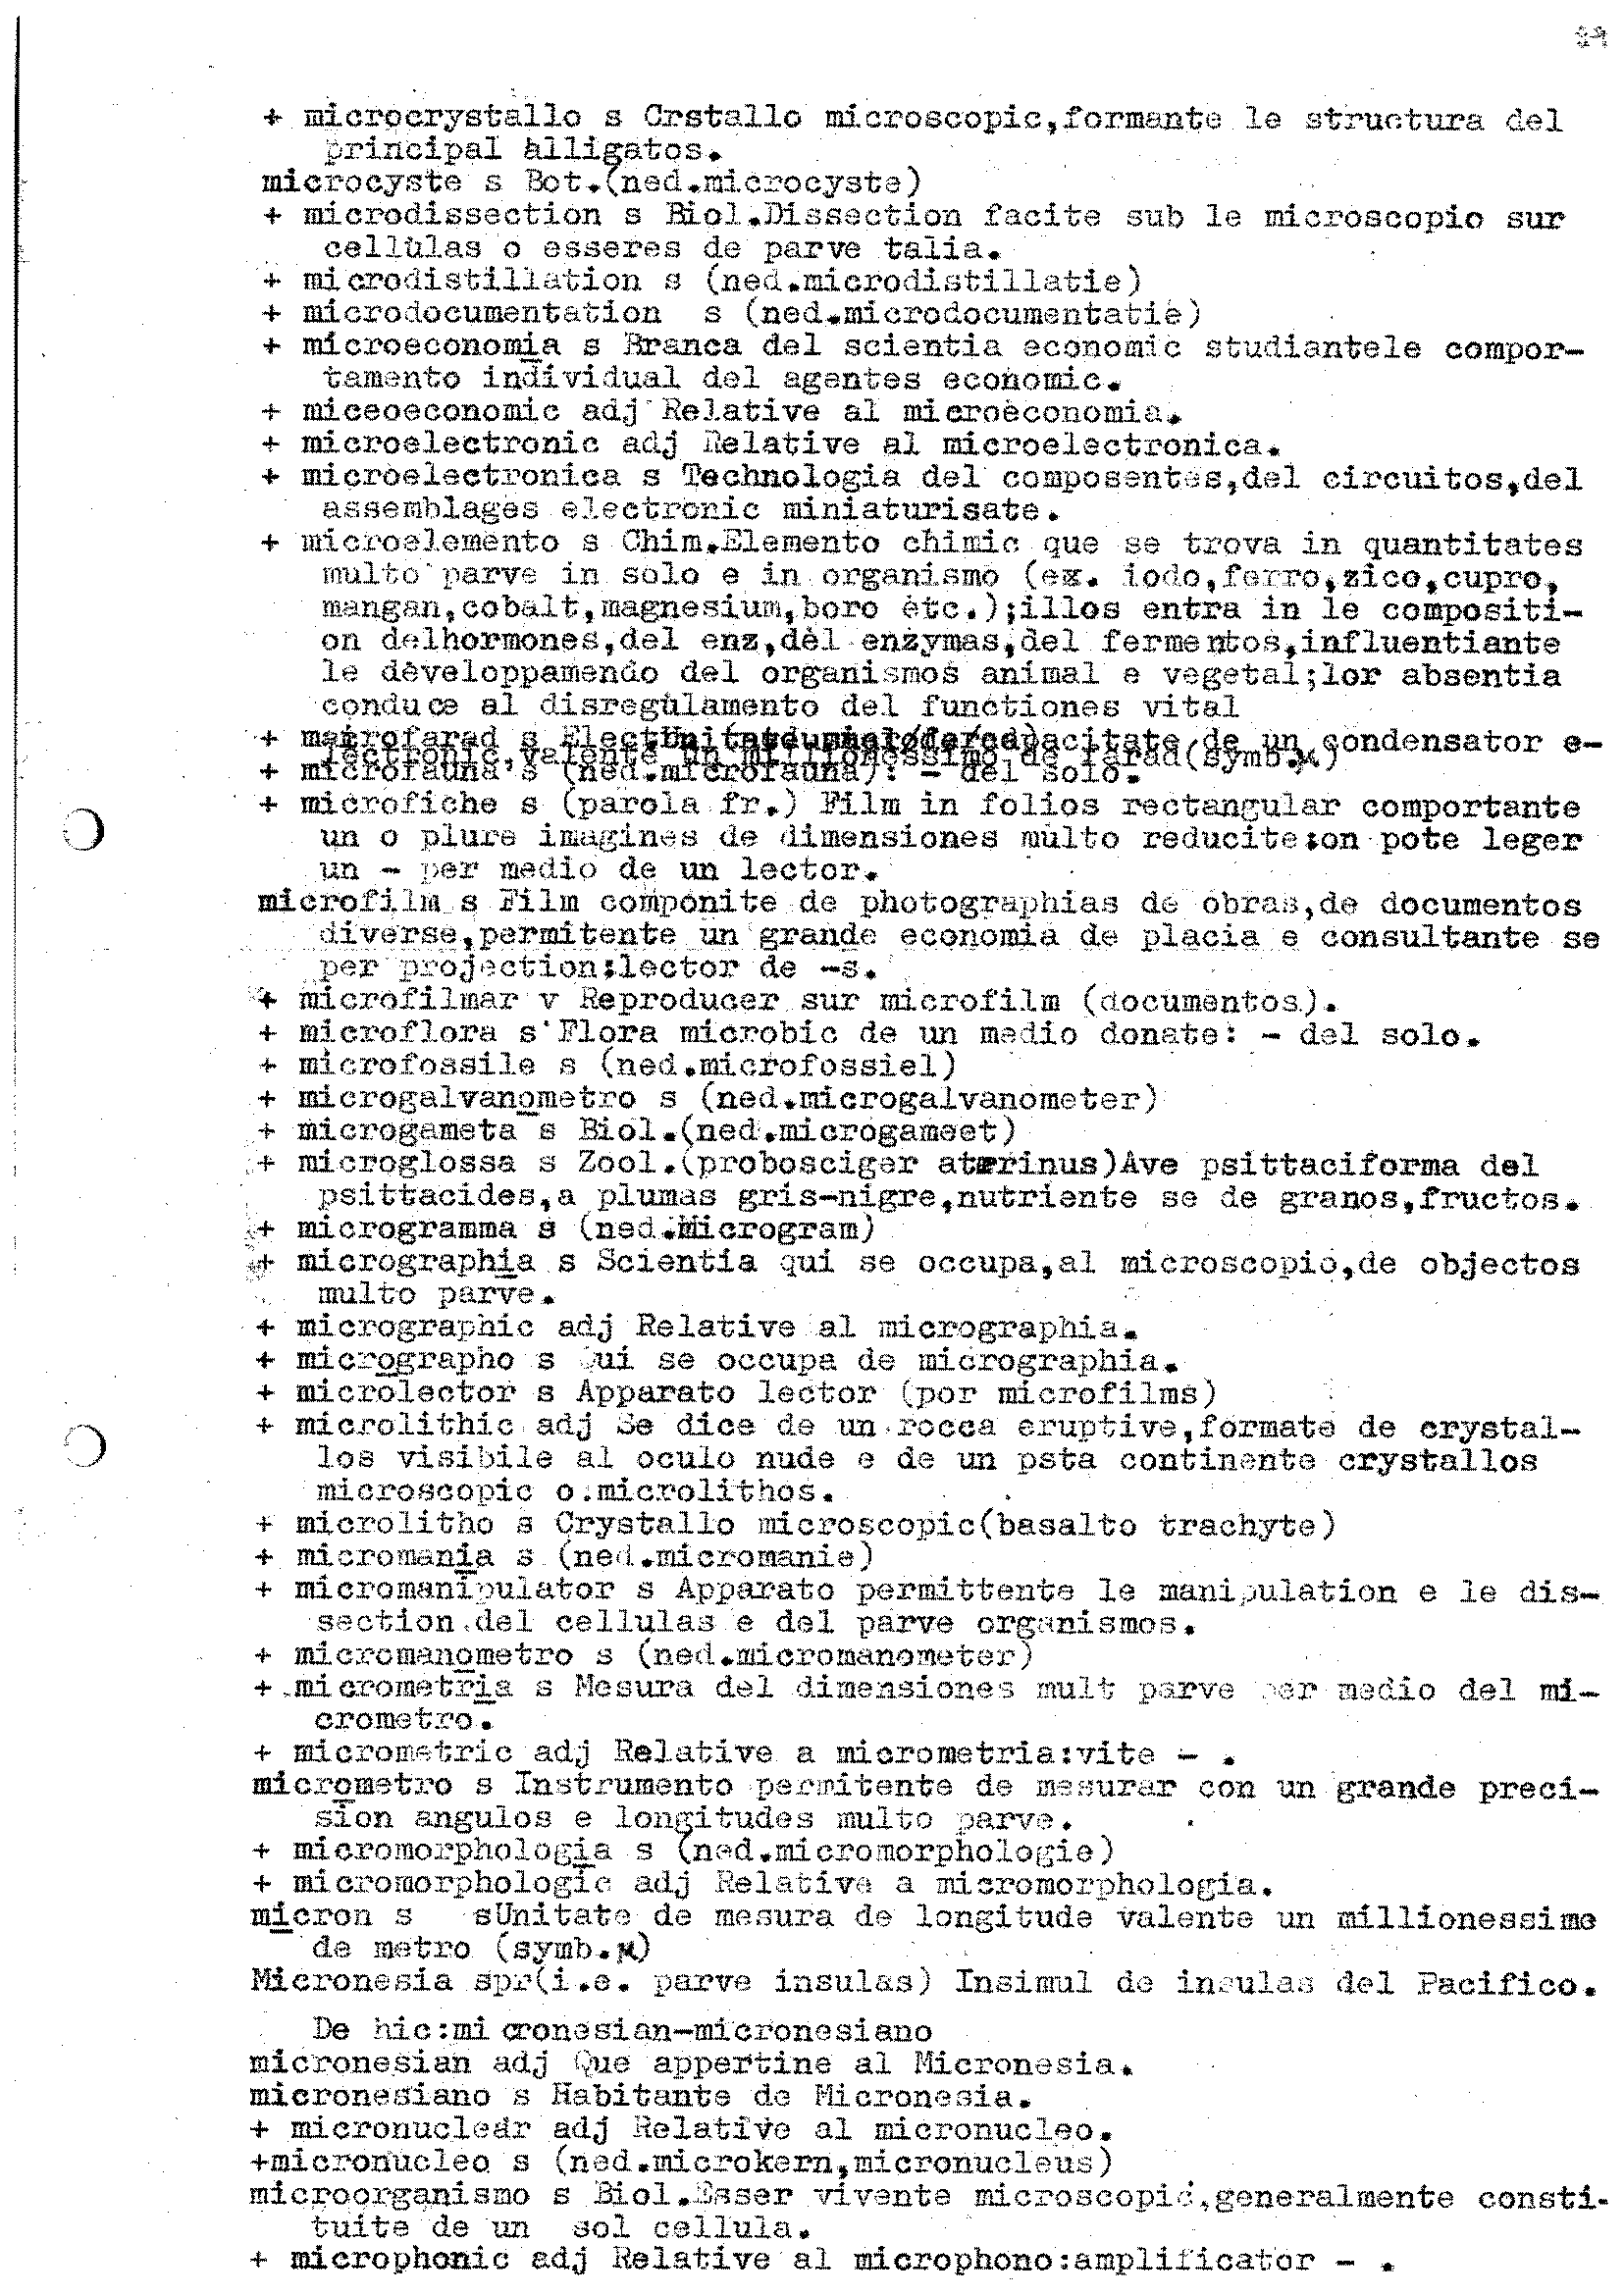 + microcrystallo s Crstallo microscopic,formante le structura del
principal alligatos.
microcyste s Bot.(ned.microcyste)
+ microdissection s Biol.Dissection facite sub le microscopio sur
cellulas o esseres de parve talia.
+ microdistillation s (ned.microdistillatie)
+ microdocumentation s (ned.microdocumentatie)
+ microeconomia s Branca del scientia economic studiantele compor-
tamento individual del agentes economic.
+ miceoeconomic adj Relative al microeconomia.
+ microelectronic adj Relative al microelectronica.
+ microelectronica s Technologia del composentes,del circuitos,del
assemblages electronic miniaturisate.
+ microelemento s Chim.Elemento chimic que se trova in quantitates
multo parve in solo e in organismo (ex. iodo,ferro,zico,cupro,
mangan,cobalt,magnesium,boro etc.);illos entra in le compositi-
on delhormones,del enz,del enzymas,del fermentos,influentiante
le developpamendo del organismos animal e vegetal;lor absentia
conduce al disregulamento del functiones vital
+ microfarad s Elect. de un condensator e-
lectronic,valente un millionessimo de farad(symb.µ)
+ microfauna s (ned.microfauna): - del solo.
+ microfiche s (parola fr.) Film in folios rectangular comportante
un o plure imagines de dimensiones multo reducite:on pote leger
un - per medio de un lector.
microfilm s Film componite de photographias de obras,de documentos
diverse,permitente un grande economia de placia e consultante se
per projection:lector de -s.
+ microfilmar v Reproducer sur microfilm (documentos).
+ microflora s Flora microbic de un medio donate: - del solo.
+ microfossile s (ned.microfossiel)
+ microgalvanometro s (ned.microgalvanometer)
+ microgameta s Biol.(ned.microgameet)
+ microglossa s Zool.(probosciger aterrinus)Ave psittaciforma del
psittacides,a plumas gris-nigre,nutriente se de granos,fructos.
+ microgramma s (ned.Microgram)
+ micrographia s Scientia qui se occupa,al microscopio,de objectos
multo parve.
+ micrographic adj Relative al micrographia.
+ micrographo s Qui se occupa de micrographia.
+ microlector s Apparato lector (por microfilms)
+ microlithic adj Se dice de un rocca eruptive,formate de crystal-
los visibile al oculo nude e de un psta continente crystallos
microscopic o microlithos.
+ microlitho s Crystallo microscopic(basalto trachyte)
+ micromania s (ned.micromanie)
+ micromanipulator s Apparato permittente le manipulation e le dis-
section del cellulas e del parve organismos.
+ micromanometro s (ned.micromanometer)
+ micrometria s Mesura del dimensiones mult parve per medio del mi-
crometro.
+ micrometric adj Relative a micrometria:vite - .
micrometro s Instrumento permitente de mesurar con un grande preci-
sion angulos e longitudes multo parve.
+ micromorphologia s (ned.micromorphologie)
+ micromorphologic adj Relative a micromorphologia.
micron s sUnitate de mesura de longitude valente un millionessimo
de metro (symb.µ)
Micronesia spr(i.e. parve insulas) Insimul de insulas del Pacifico.
De hic:mi cronesian-micronesiano
micronesian adj Que appertine al Micronesia.
micronesiano s Habitante de Micronesia.
+ micronuclear adj Relative al micronucleo.
+micronucleo s (ned.microkern,micronucleus)
microorganismo s Biol.Esser vivente microscopic,generalmente consti-
tuite de un sol cellula.
+ microphonic adj Relative al microphono:amplificator - .